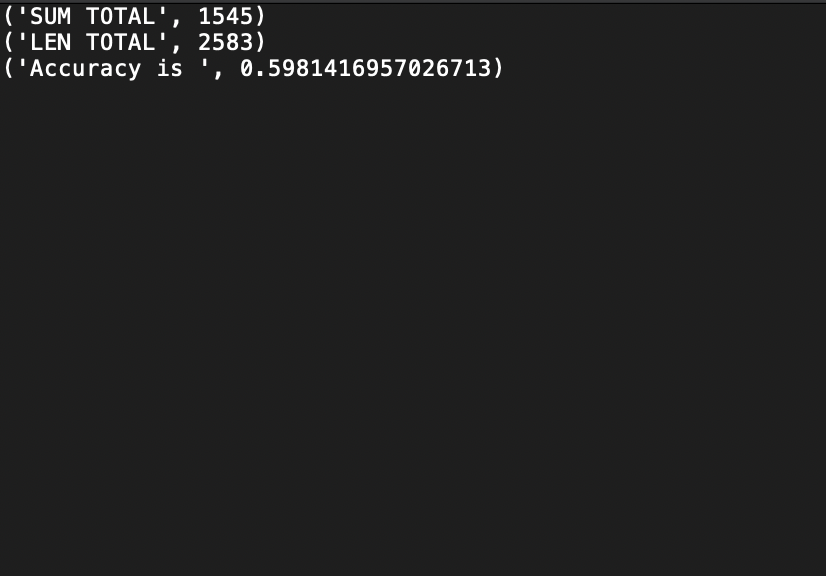 ('SUM TOTAL', 1545)
('LEN TOTAL', 2583)
('Accuracy is ', 0.5981416957026713)